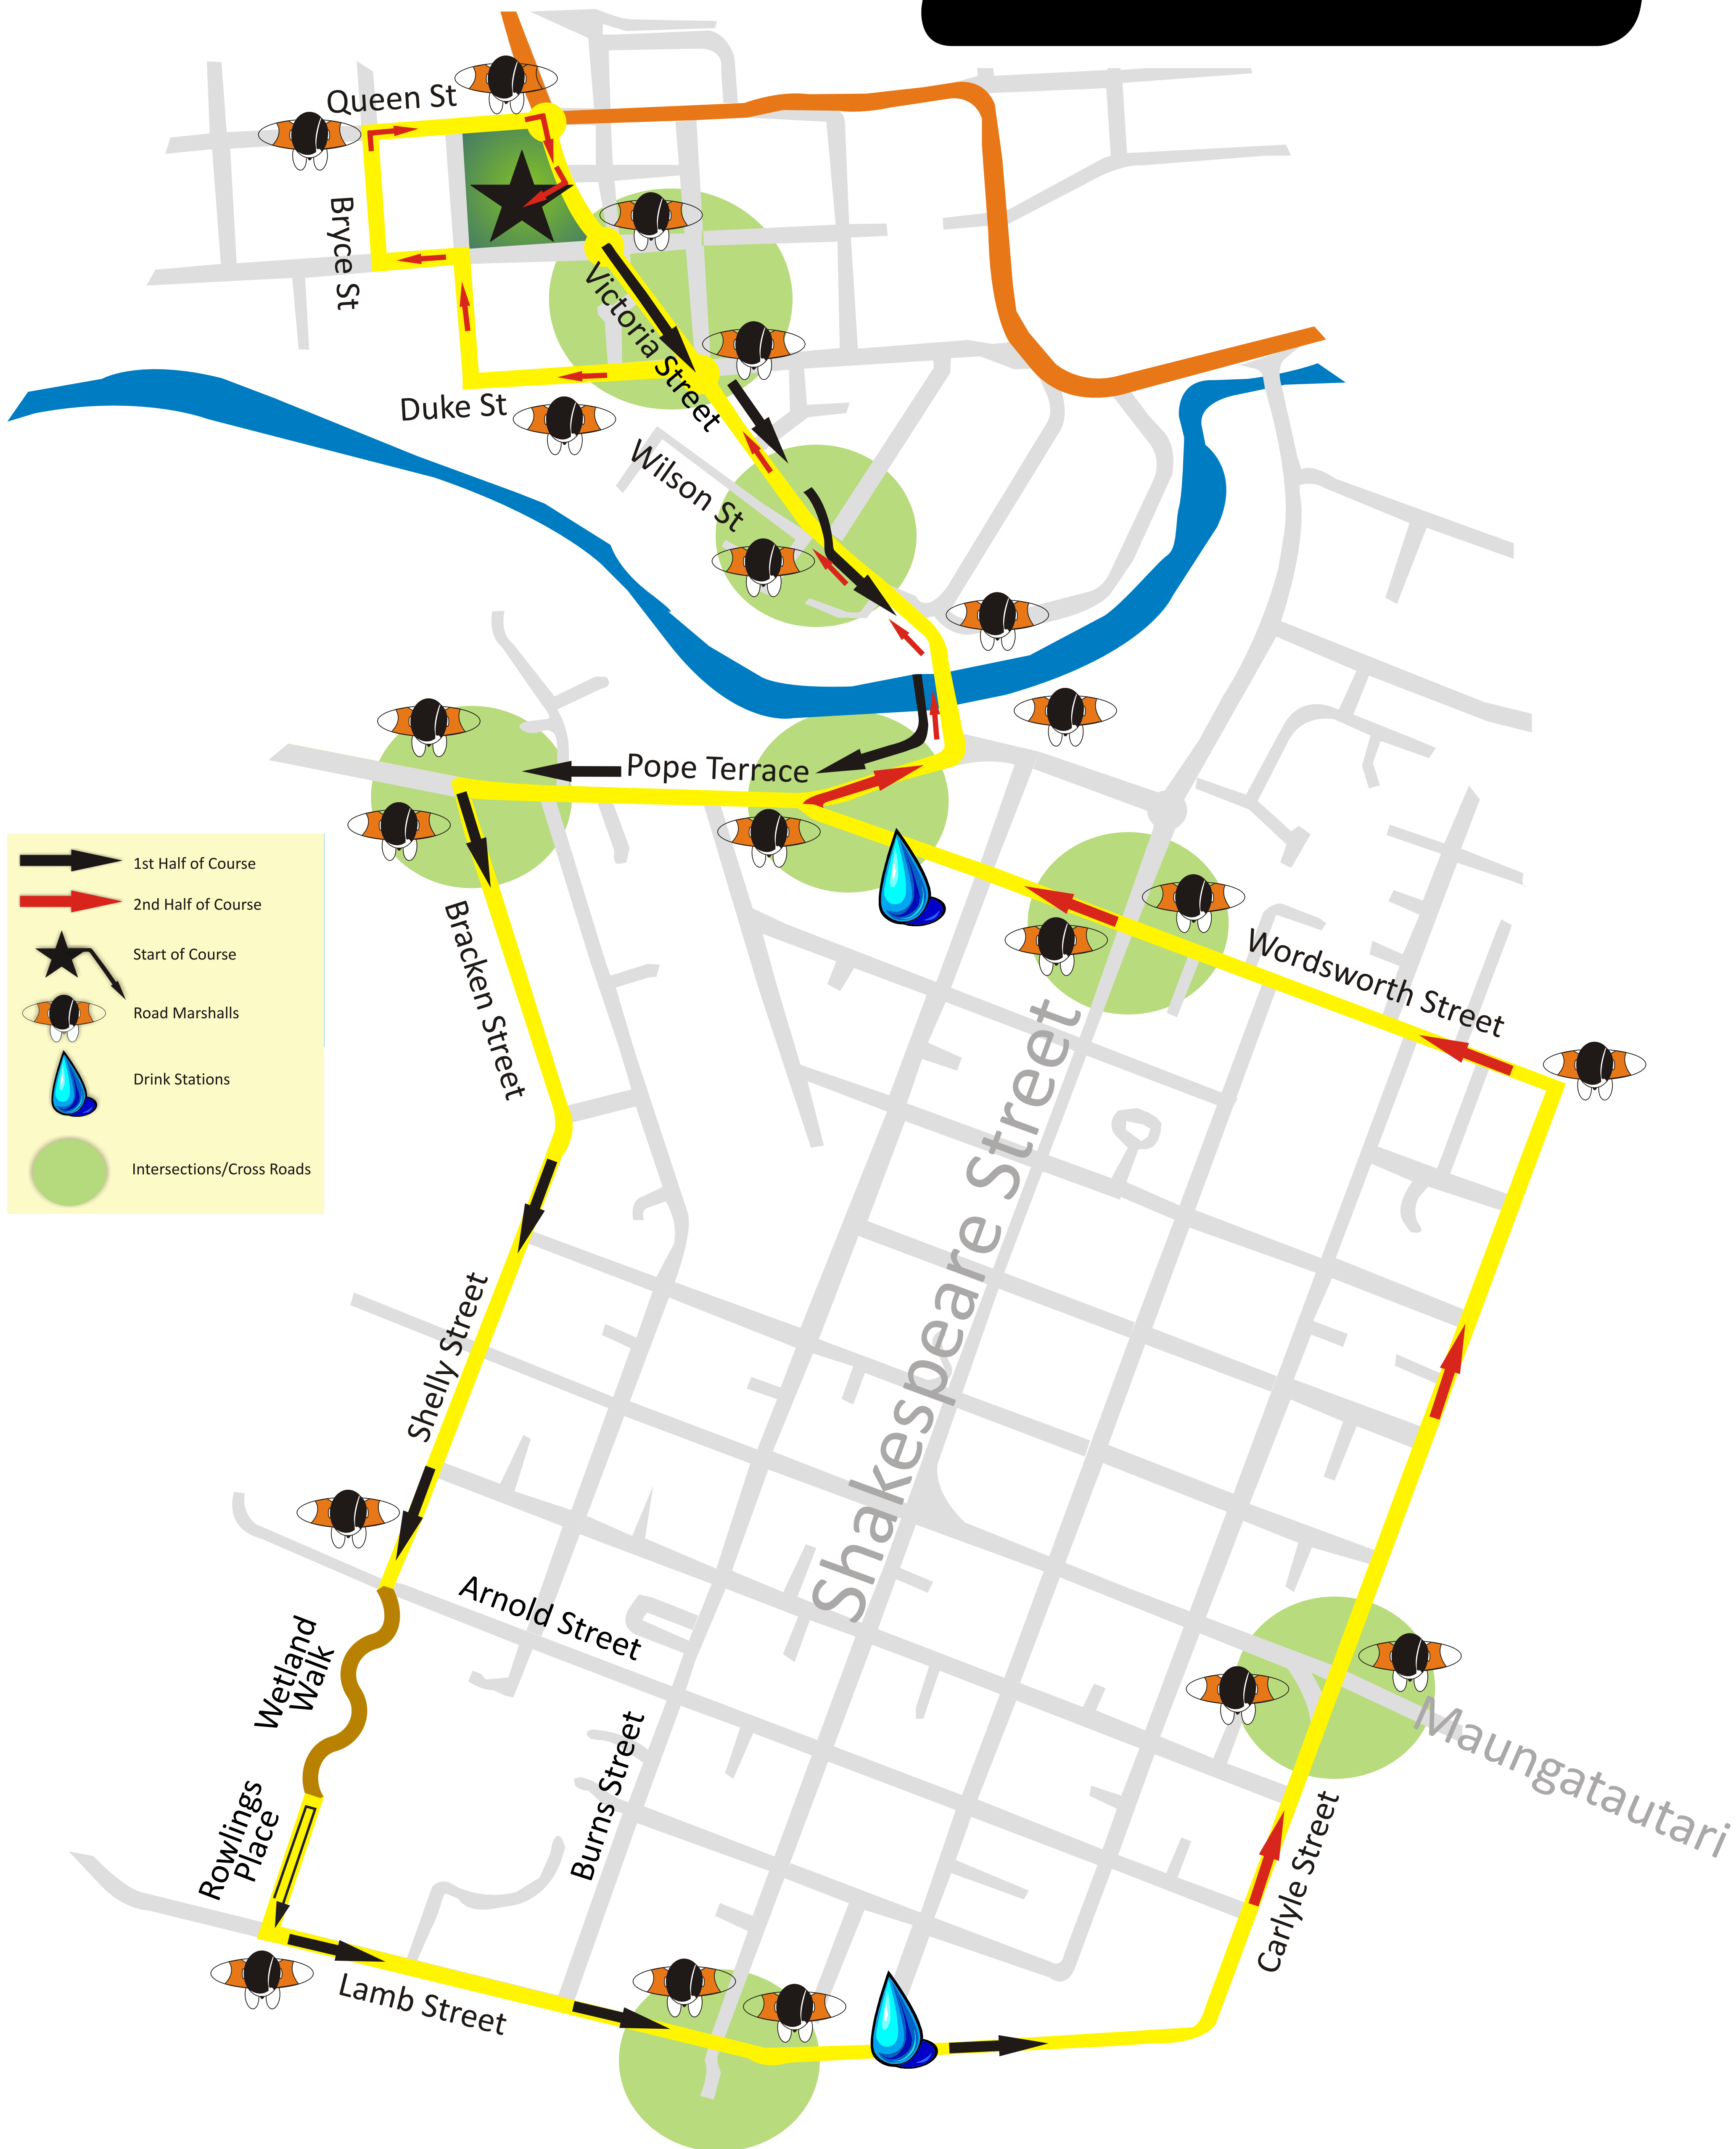 Queen St
Bryce St
Victoria Street
Duke St
Wilson St
Pope Terrace
1st Half of Course
2nd Half of Course
Start of Course
Road Marshalls
Drink Stations
Intersections/Cross Roads
Bracken Street
Wordsworth Street
Shakespeare Street
Shelly Street
Arnold Street
Wetland
Walk
Burns Street
Maungatautari
Rowlings
Place
Carlyle Street
Lamb Street